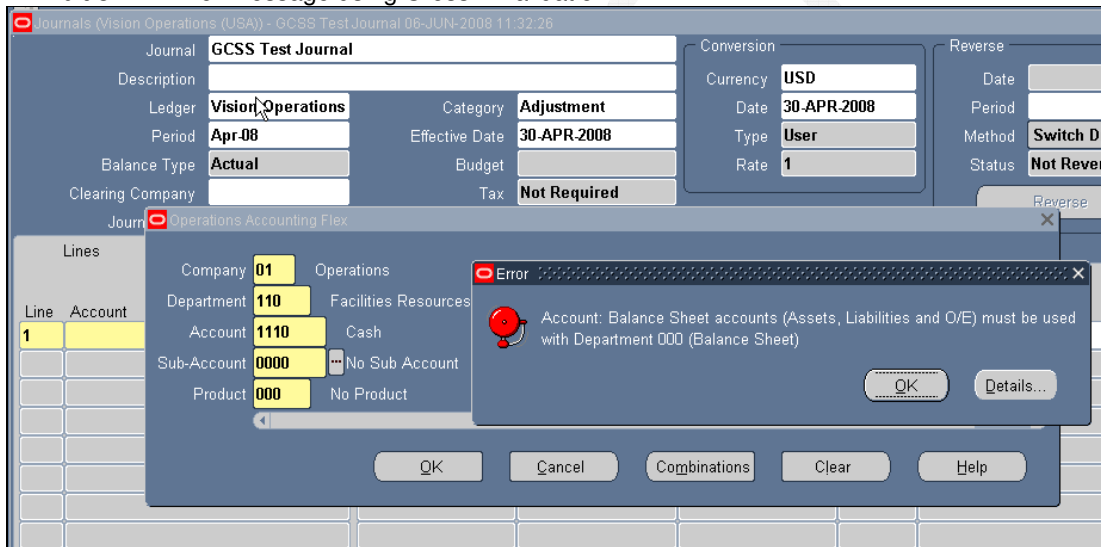 Journals (Vision Operations (USA)) - GCSS Test Journal 06-JUN-2008 11:32:26
Journal GCSS Test Journal
Description
Ledger Vision Operations Category Adjustment
Period Apr-08 Effective Date 30-APR-2008
Balance Type Actual Budget
Clearing Company Tax Not Required
Journ
Conversion
Currency USD
Date 30-APR-2008
Type User
Rate 1
Reverse
Date
Period
Method Switch D
Status Not Rever
Reverse
Lines
Line Account
1
Operations Accounting Flex
Company 01 Operations
Department 110 Facilities Resources
Account 1110 Cash
Sub-Account 0000 No Sub Account
Product 000 No Product
OK Cancel Combinations Clear Help
Error
Account: Balance Sheet accounts (Assets, Liabilities and O/E) must be used
with Department 000 (Balance Sheet)
OK Details...